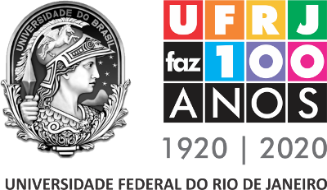 UNIVERSIDADE DO BRASIL
UFRJ
faz 100
ANOS
1920 | 2020
UNIVERSIDADE FEDERAL DO RIO DE JANEIRO